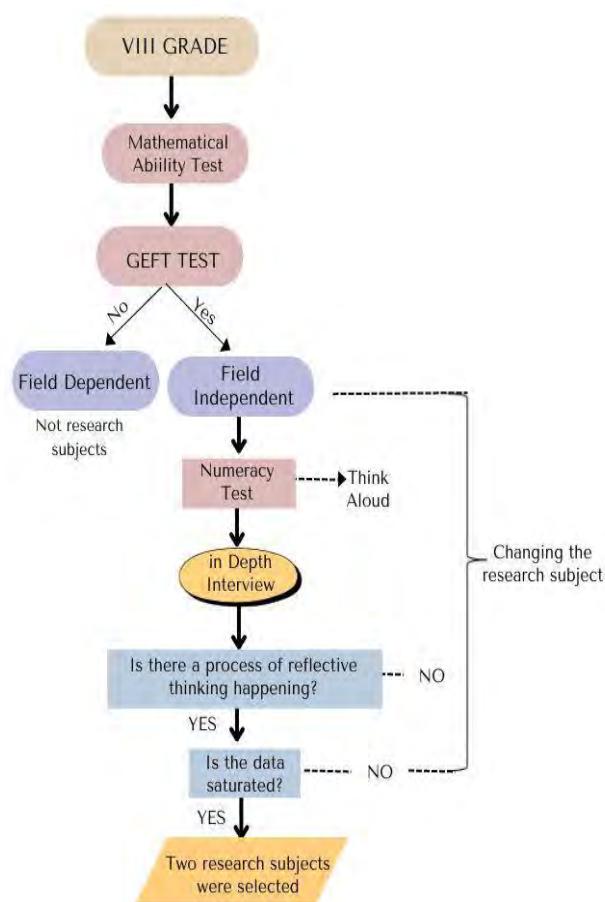 VIII GRADE
Mathematical
Abiility Test
GEFT TEST
No
Yes
Field Dependent
Field
Independent
Not research
subjects
Numeracy
Test
Think
Aloud
in Depth
Interview
Changing the
research subject
Is there a process of reflective
thinking happening?
NO
YES
Is the data
saturated?
NO
YES
Two research subjects
were selected